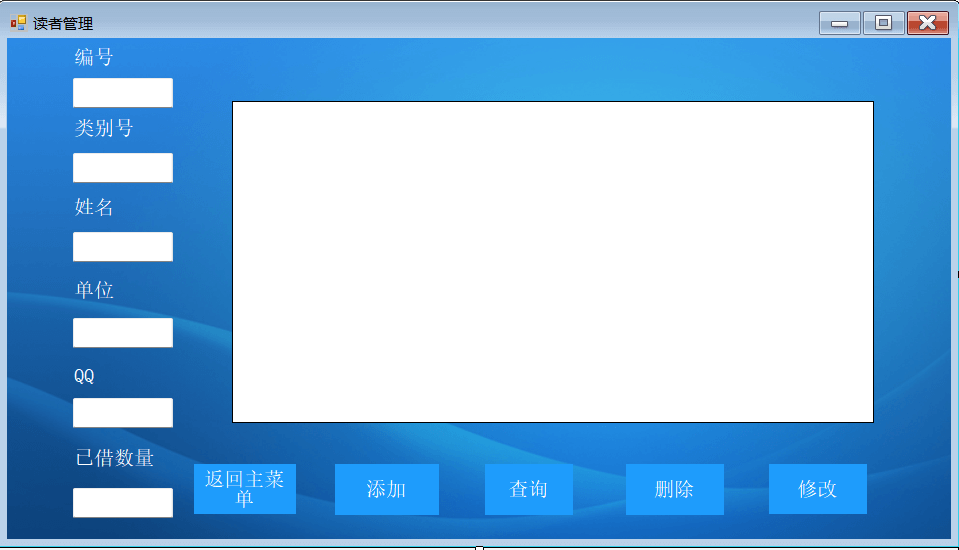 读者管理
编号
类别号
姓名
单位
QQ
已借数量
返回主菜
单
添加
查询
删除
修改